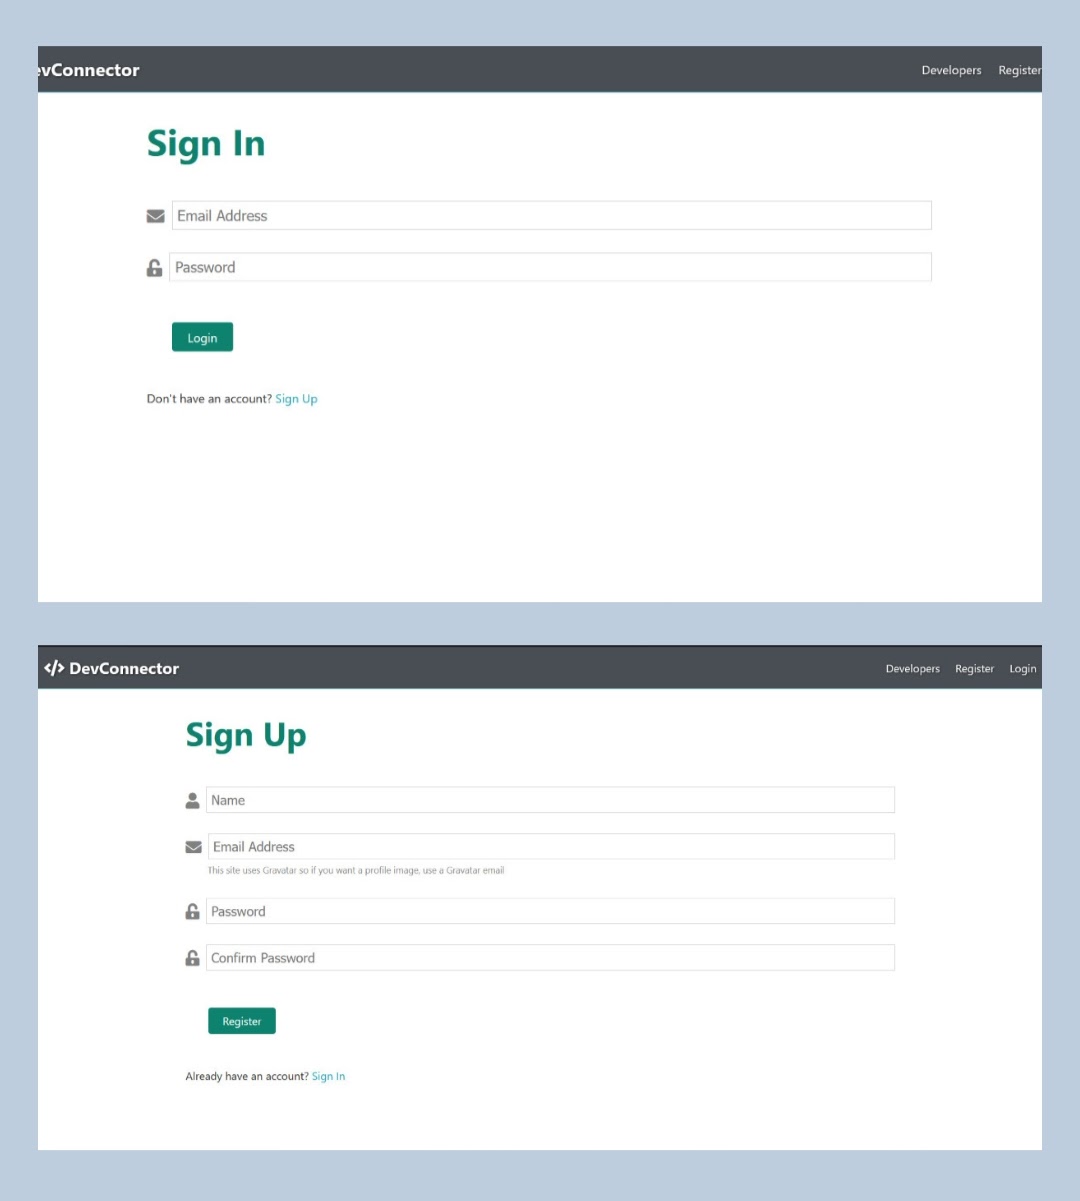 evConnector Developers Register
Sign In
Email Address
Password
Login
Don't have an account? Sign Up
</> DevConnector Developers Register Login
Sign Up
Name
Email Address
This site uses Gravatar so if you want a profile image, use a Gravatar email
Password
Confirm Password
Register
Already have an account? Sign In